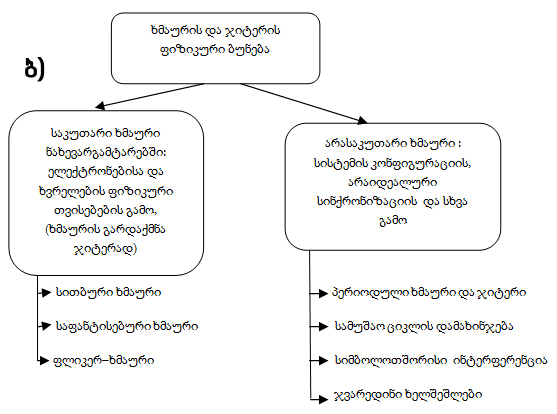 ხმაურის და ჯიტერის
ფიზიკური ბუნება
ბ)
საკუთარი ხმაური
ნახევარგამტარებში:
ელექტრონებისა და
ხვრელების ფიზიკური
თვისებების გამო,
(ხმაურის გარდაქმნა
ჯიტერად)
სითბური ხმაური
საფანტისებური ხმაური
ფლიკერ–ხმაური
არასაკუთარი ხმაური :
სისტემის კონფიგურაციის,
არაიდეალური
სინქრონიზაციის და სხვა
გამო
პერიოდული ხმაური და ჯიტერი
სამუშაო ციკლის დამახინჯება
სიმბოლოთშორისი ინტერფერენცია
ჯვარედინი ხელშეშლები